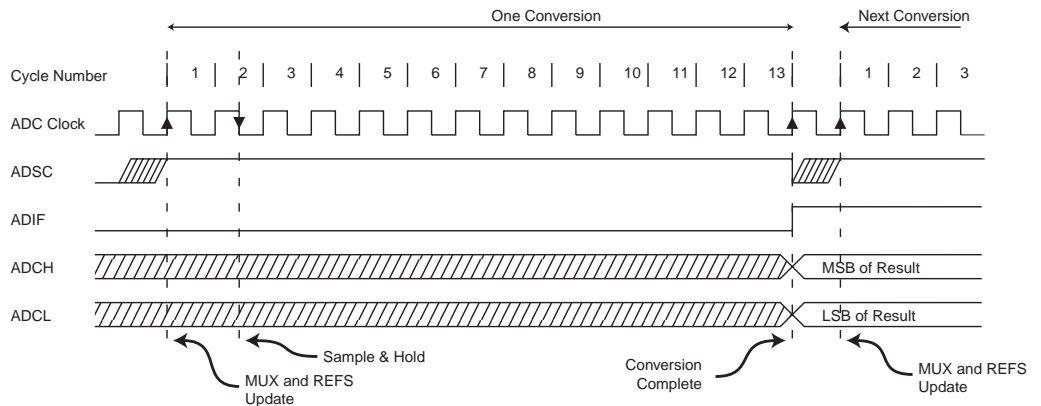 One Conversion
Next Conversion
Cycle Number 1 2 3 4 5 6 7 8 9 10 11 12 13 1 2 3
ADC Clock
ADSC
ADIF
ADCH MSB of Result
ADCL LSB of Result
Sample & Hold
MUX and REFS
Update
Conversion
Complete
MUX and REFS
Update